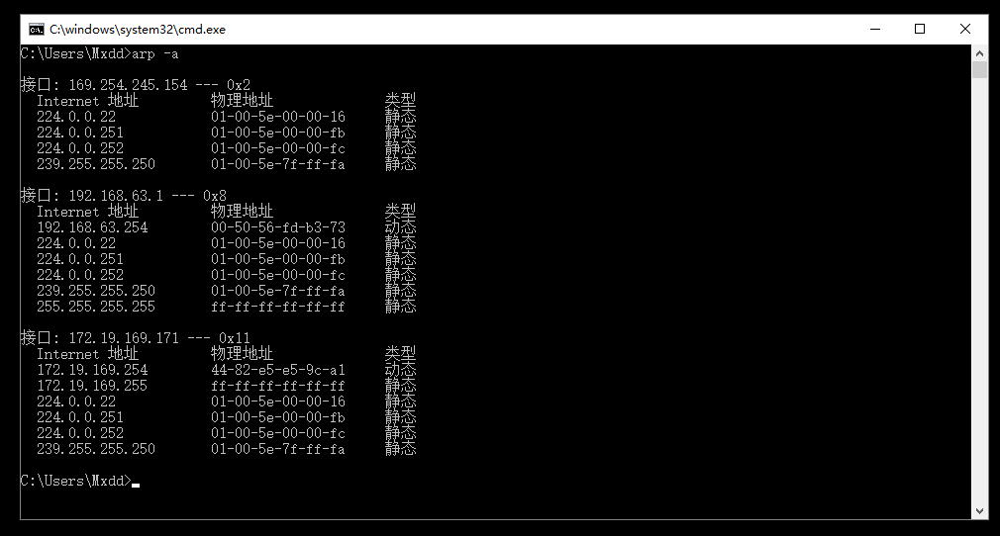 C:\windows\system32\cmd.exe
C:\Users\Mxdd>arp -a
接口: 169.254.245.154 --- 0x2
Internet 地址 物理地址 类型
224.0.0.22 01-00-5e-00-00-16 静态
224.0.0.251 01-00-5e-00-00-fb 静态
224.0.0.252 01-00-5e-00-00-fc 静态
239.255.255.250 01-00-5e-7f-ff-fa 静态
接口: 192.168.63.1 --- 0x8
Internet 地址 物理地址 类型
192.168.63.254 00-50-56-fd-b3-73 动态
224.0.0.22 01-00-5e-00-00-16 静态
224.0.0.251 01-00-5e-00-00-fb 静态
224.0.0.252 01-00-5e-00-00-fc 静态
239.255.255.250 01-00-5e-7f-ff-fa 静态
255.255.255.255 ff-ff-ff-ff-ff-ff 静态
接口: 172.19.169.171 --- 0x11
Internet 地址 物理地址 类型
172.19.169.254 44-82-e5-e5-9c-a1 动态
172.19.169.255 ff-ff-ff-ff-ff-ff 静态
224.0.0.22 01-00-5e-00-00-16 静态
224.0.0.251 01-00-5e-00-00-fb 静态
224.0.0.252 01-00-5e-00-00-fc 静态
239.255.255.250 01-00-5e-7f-ff-fa 静态
C:\Users\Mxdd>